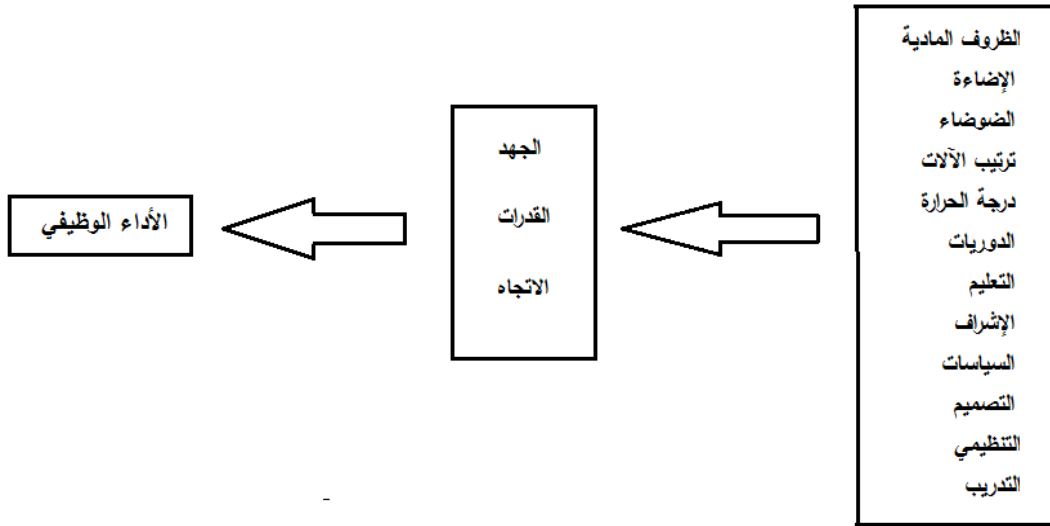 الظروف المادية
الإضاءة
الضوضاء
ترتيب الآلات
درجة الحرارة
الدوريات
التعليم
الإشراف
السياسات
التصميم
التنظيمي
التدريب
الجهد
القدرات
الاتجاه
الأداء الوظيفي